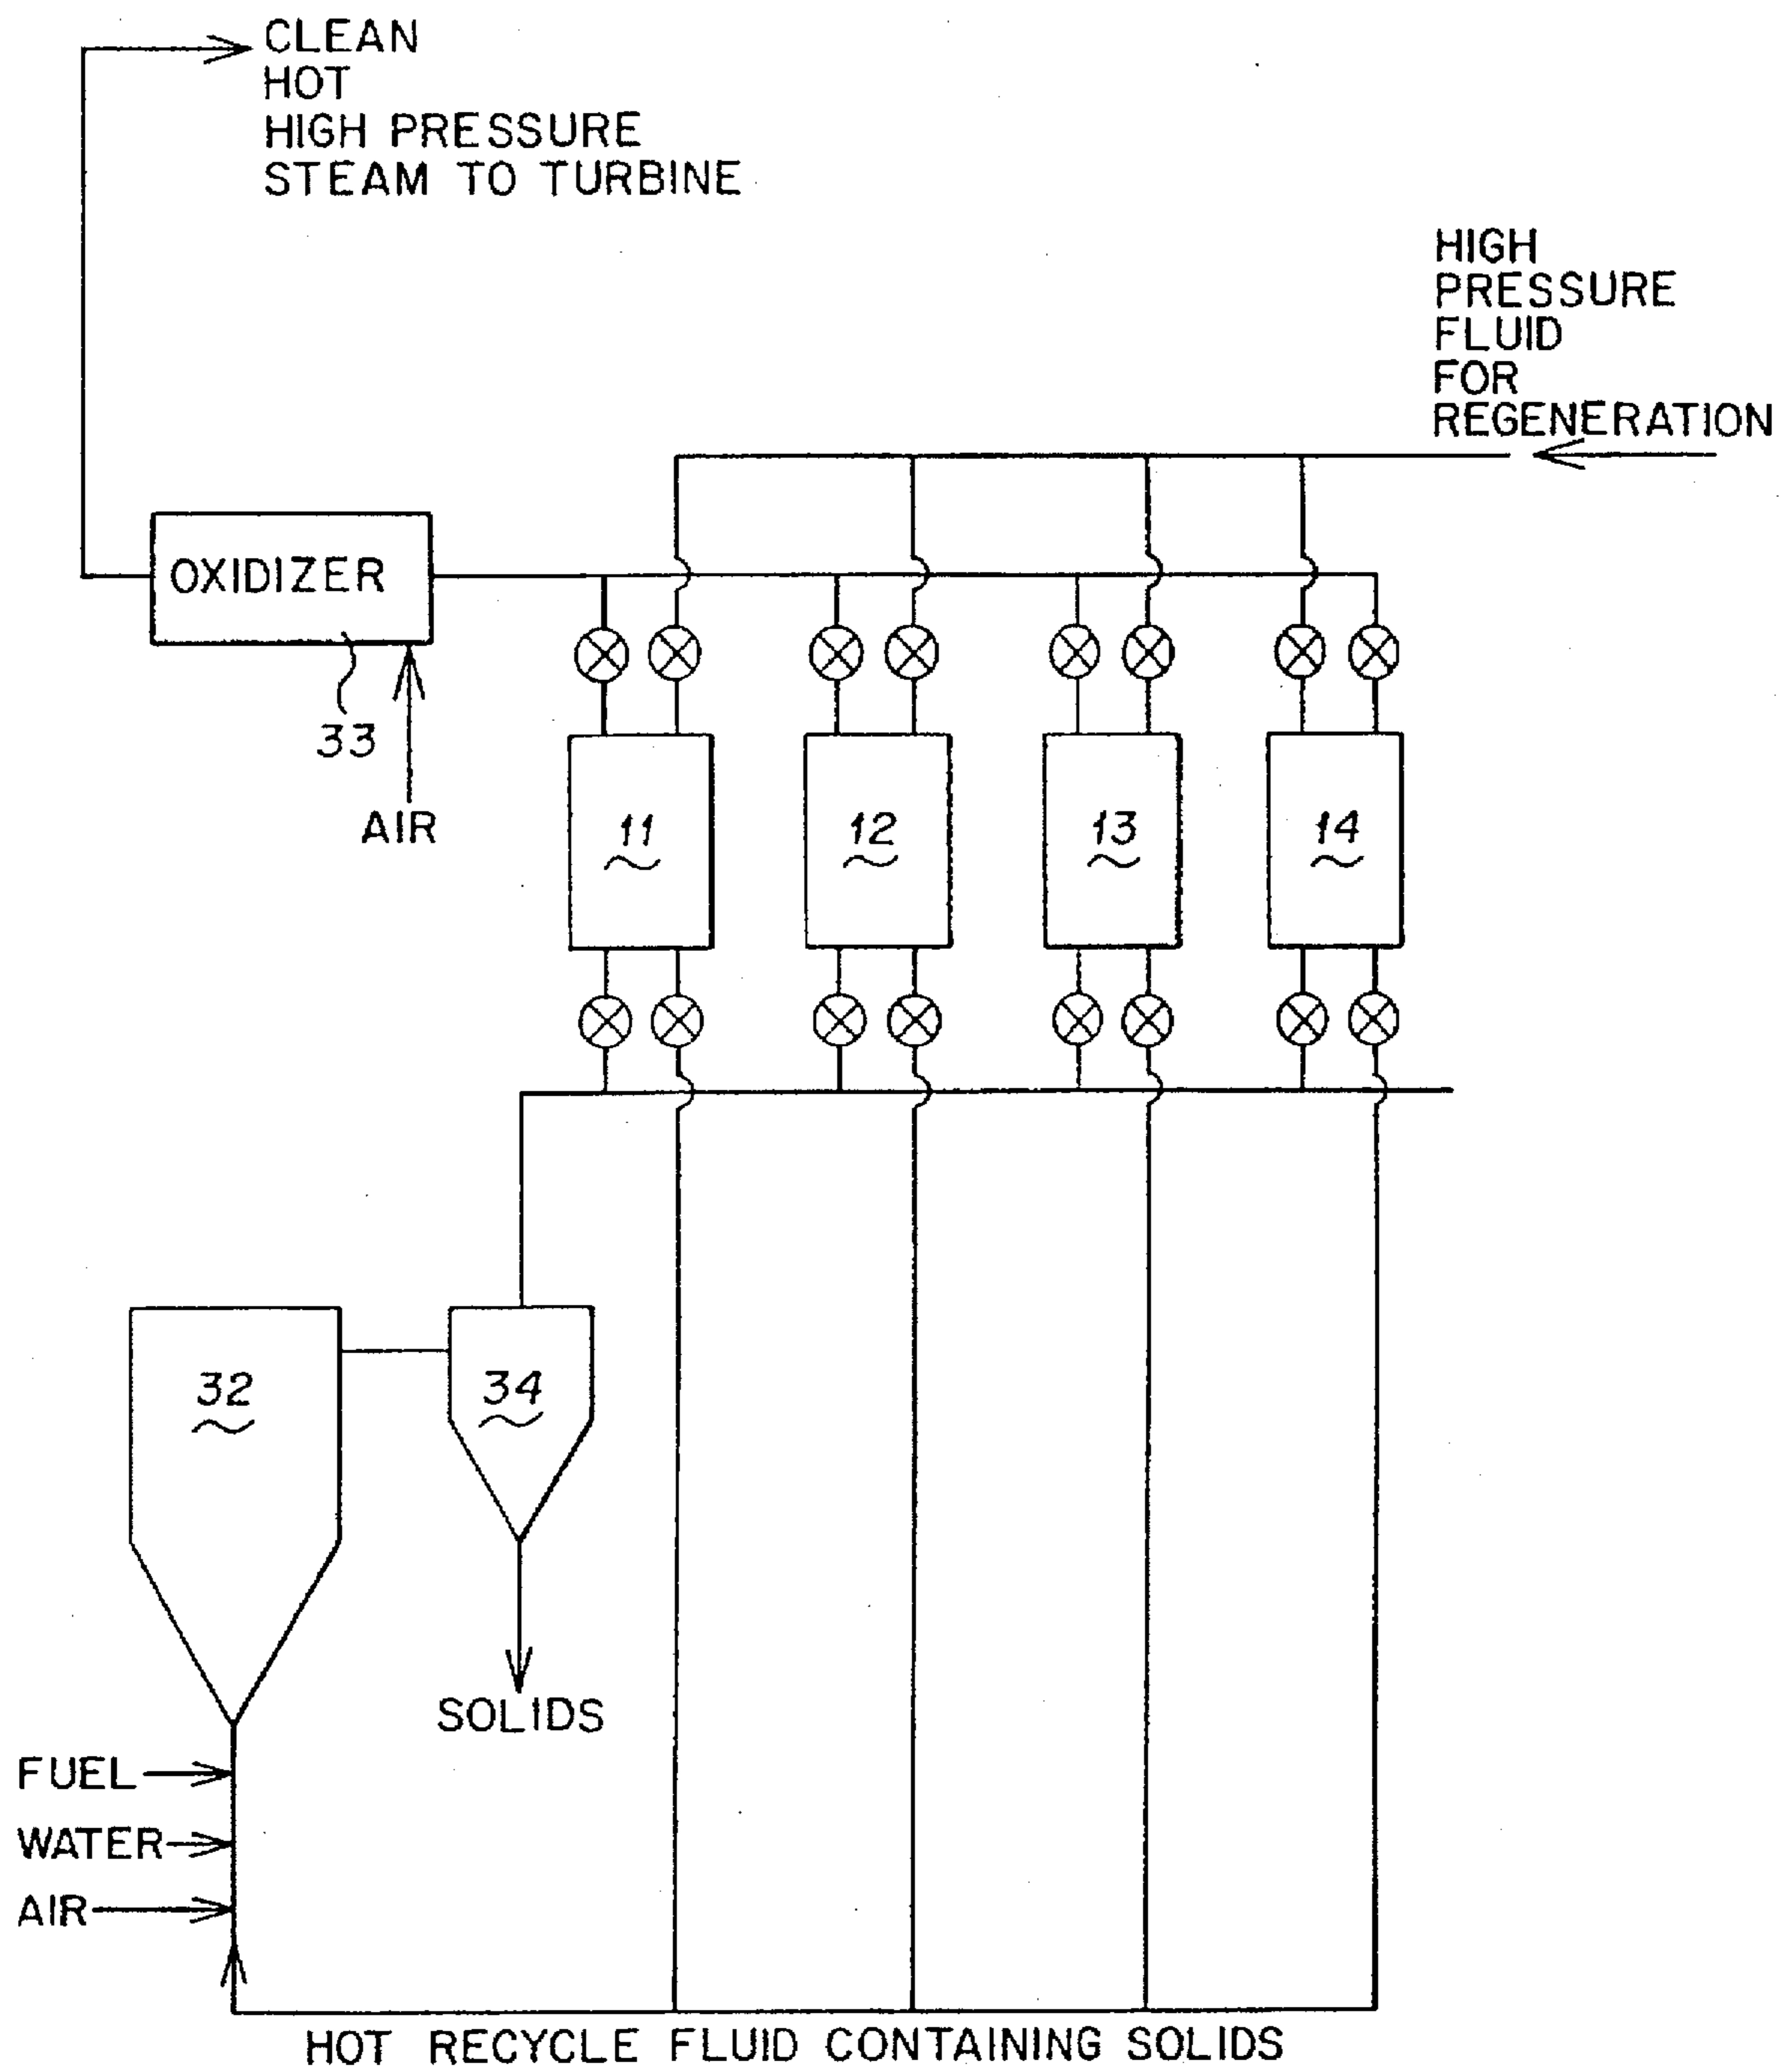 CLEAN
HOT
HIGH PRESSURE
STEAM TO TURBINE
HIGH
PRESSURE
FLUID
FOR
REGENERATION
OXIDIZER
33
AIR
11
12
13
14
32
34
SOLIDS
FUEL
WATER
AIR
HOT RECYCLE FLUID CONTAINING SOLIDS